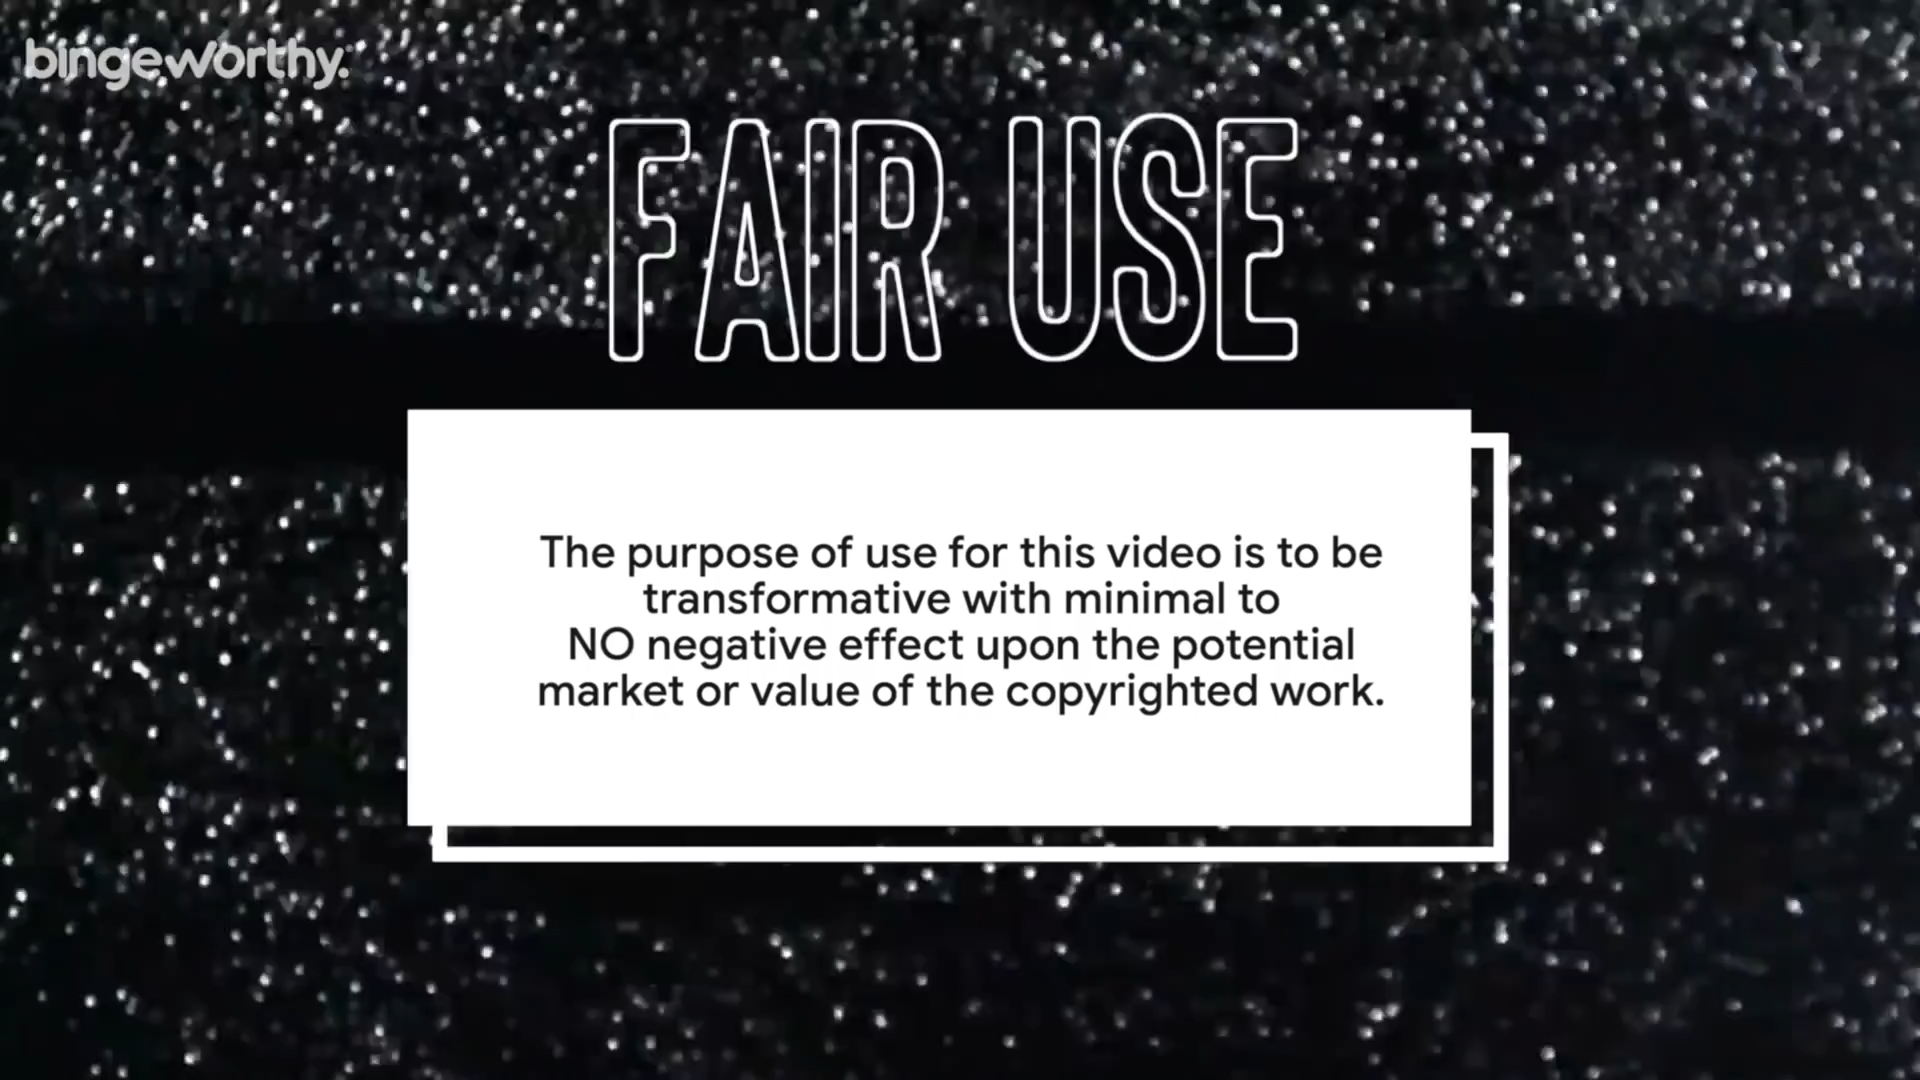 bingeworthy.
FAIR USE
The purpose of use for this video is to be
transformative with minimal to
NO negative effect upon the potential
market or value of the copyrighted work.